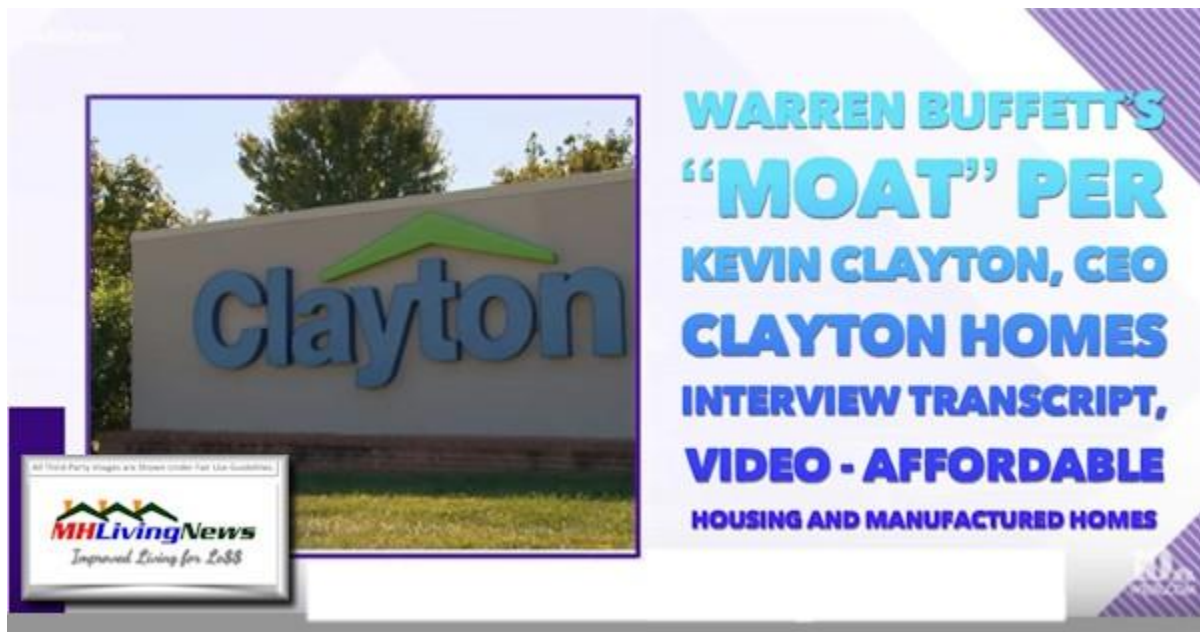 Clayton
WARREN BUFFETT'S
“MOAT” PER
KEVIN CLAYTON, CEO
CLAYTON HOMES
INTERVIEW TRANSCRIPT,
VIDEO - AFFORDABLE
HOUSING AND MANUFACTURED HOMES
All Third-Party Images are Shown Under Fair Use Guidelines.
MHLivingNews
Improved Living for Le$$